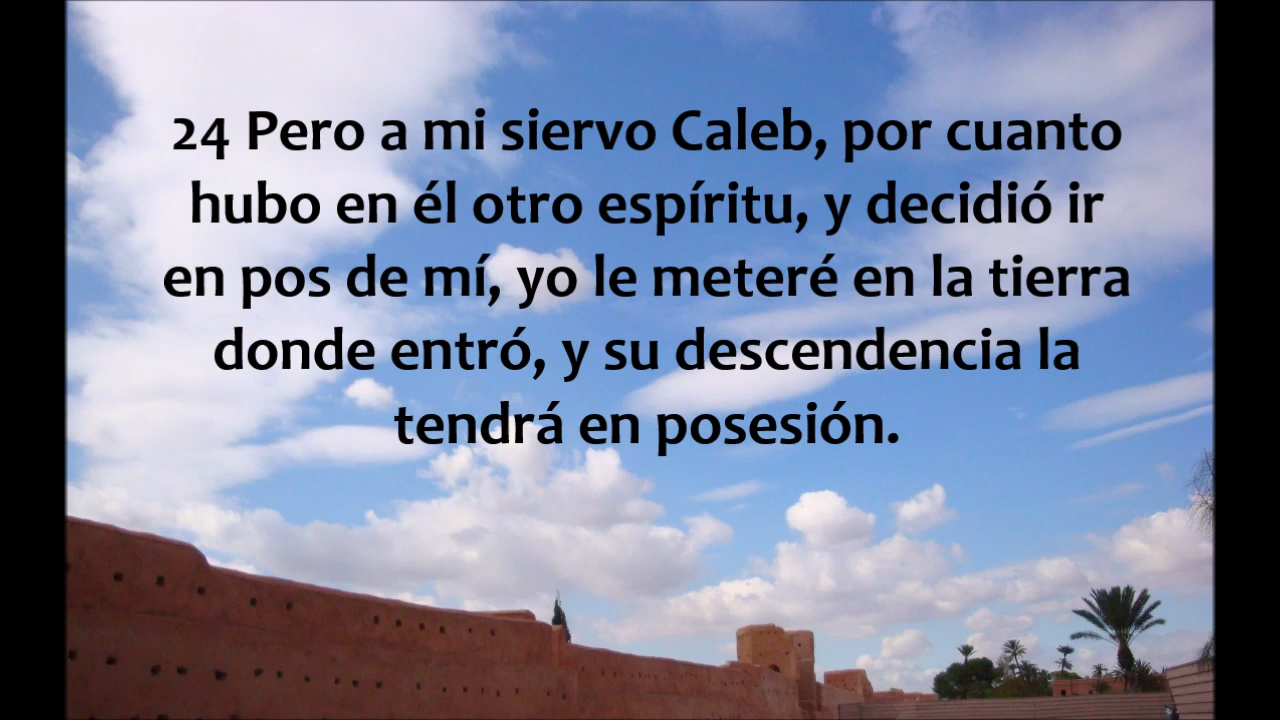 24 Pero a mi siervo Caleb, por cuanto
hubo en él otro espíritu, y decidió ir
en pos de mí, yo le meteré en la tierra
donde entró, y su descendencia la
tendrá en posesión.